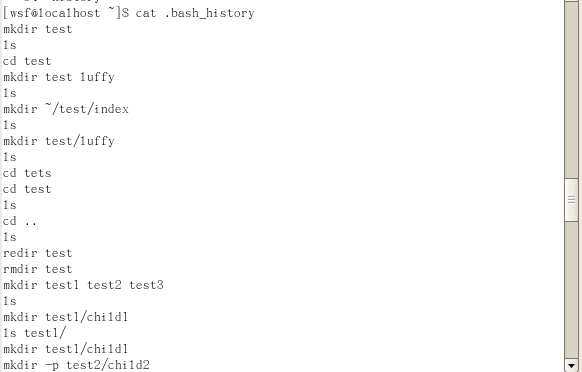 [wsf@localhost ~]$ cat .bash_history
mkdir test
ls
cd test
mkdir test luffy
ls
mkdir ~/test/index
ls
mkdir test/luffy
ls
cd tets
cd test
ls
cd ..
ls
redir test
rmdir test
mkdir test1 test2 test3
ls
mkdir test1/child1
ls test1/
mkdir test1/child1
mkdir -p test2/child2